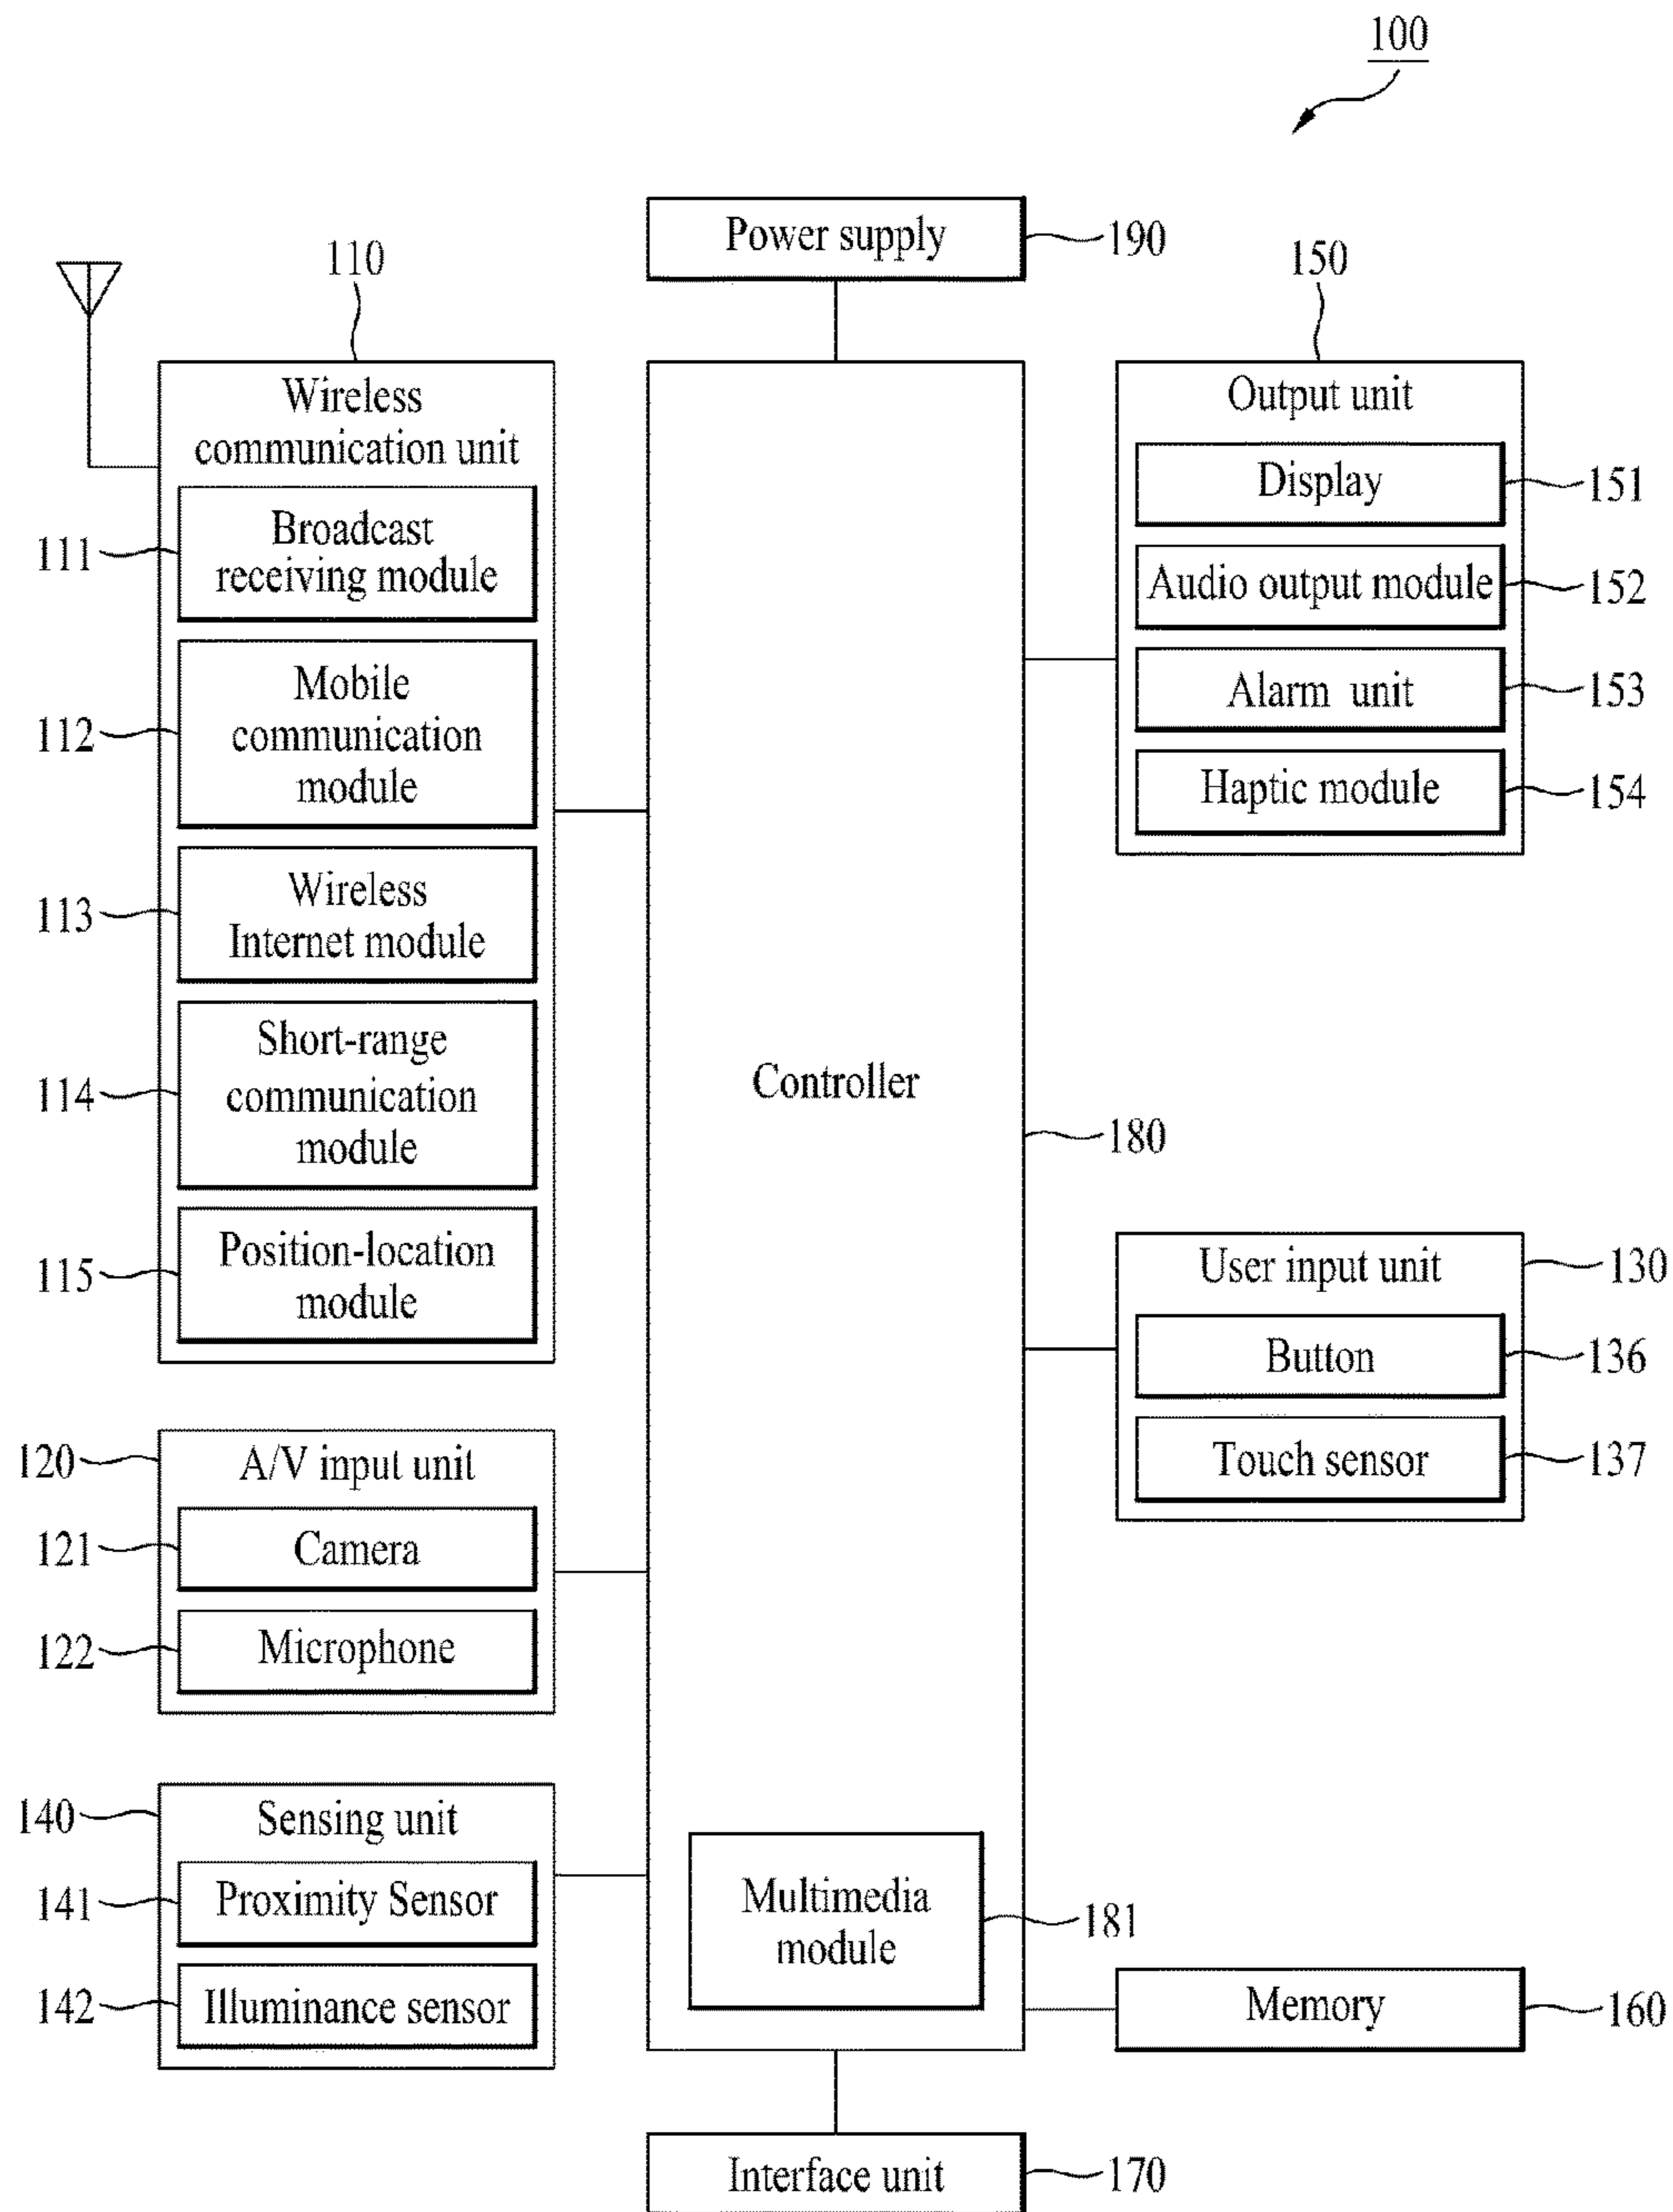 100
Power supply
190
110
Wireless
communication unit
111
Broadcast
receiving module
112
Mobile
communication
module
113
Wireless
Internet module
114
Short-range
communication
module
115
Position-location
module
120
A/V input unit
121
Camera
122
Microphone
140
Sensing unit
141
Proximity Sensor
142
Illuminance sensor
Controller
180
Multimedia
module
181
150
Output unit
Display
151
Audio output module
152
Alarm unit
153
Haptic module
154
User input unit
130
Button
136
Touch sensor
137
Memory
160
Interface unit
170